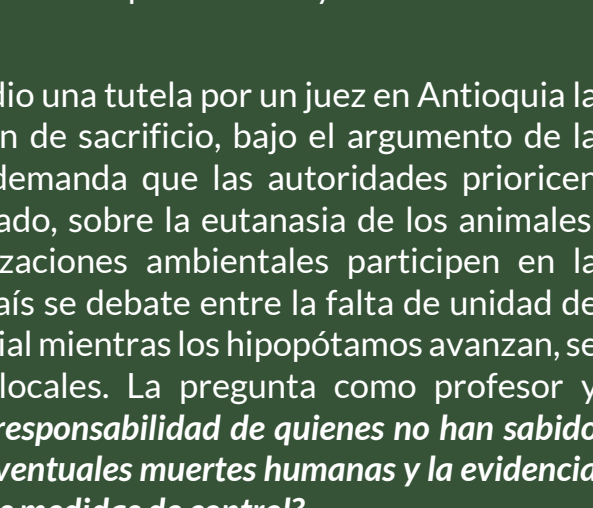 dio una tutela por un juez en Antioquia la
n de sacrificio, bajo el argumento de la
demanda que las autoridades prioricen
ado, sobre la eutanasia de los animales
zaciones ambientales participen en la
aís se debate entre la falta de unidad de
ial mientras los hipopótamos avanzan, se
locales. La pregunta como profesor y
responsabilidad de quienes no han sabido
ventuales muertes humanas y la evidencia
medidas de control?